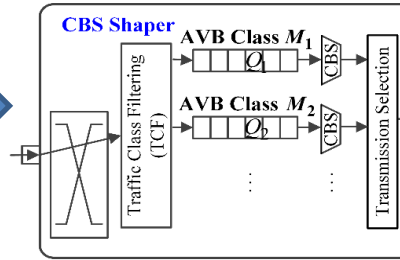 CBS Shaper
AVB Class M1
Q1
CBS
AVB Class M2
Q2
CBS
Traffic Class Filtering
(TCF)
Transmission Selection